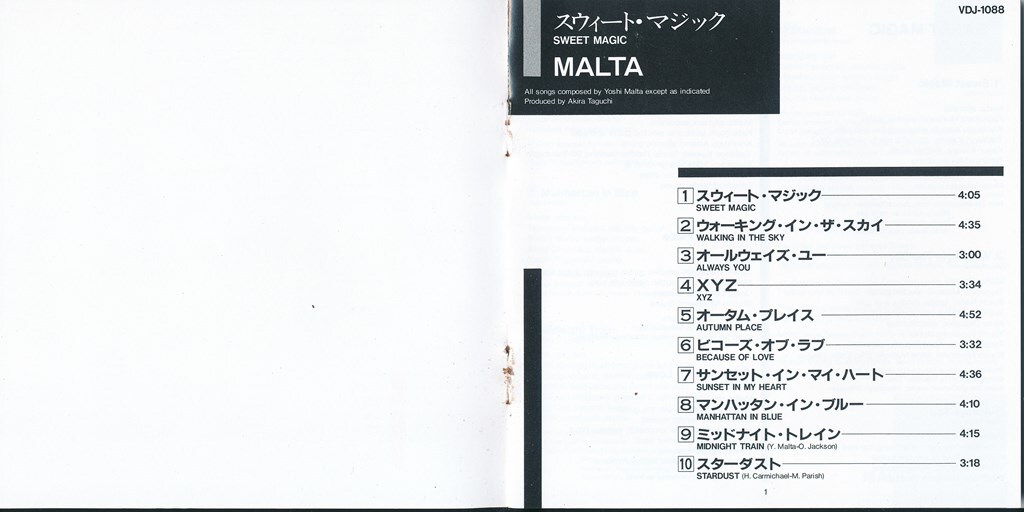 VDJ-1088
スウィート・マジック
SWEET MAGIC
MALTA
All songs composed by Yoshi Malta except as indicated
Produced by Akira Taguchi
1 スウィート・マジック 4:05
SWEET MAGIC
2 ウォーキング・イン・ザ・スカイ 4:35
WALKING IN THE SKY
3 オールウェイズ・ユー 3:00
ALWAYS YOU
4 XYZ 3:34
XYZ
5 オータム・プレイス 4:52
AUTUMN PLACE
6 ビコーズ・オブ・ラブ 3:32
BECAUSE OF LOVE
7 サンセット・イン・マイ・ハート 4:36
SUNSET IN MY HEART
8 マンハッタン・イン・ブルー 4:10
MANHATTAN IN BLUE
9 ミッドナイト・トレイン 4:15
MIDNIGHT TRAIN (Y. Malta-O. Jackson)
10 スターダスト 3:18
STARDUST (H. Carmichael-M. Parish)
1